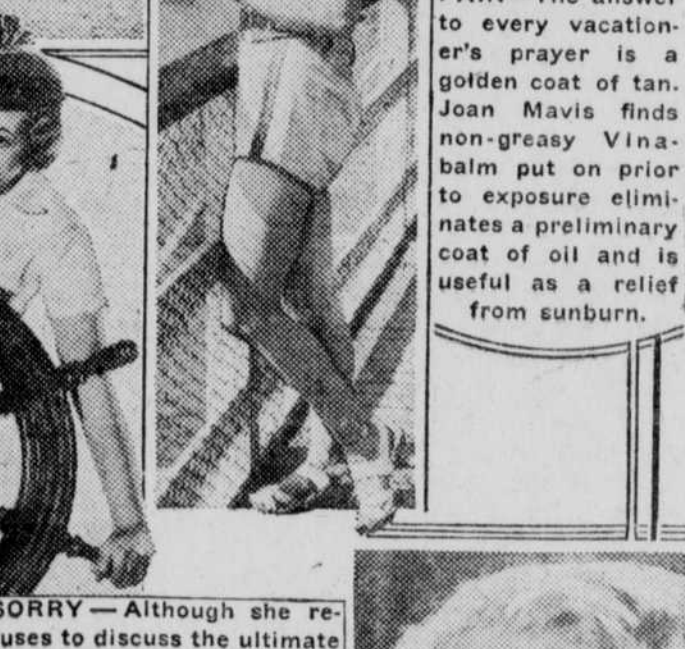 to every vacation-
er's prayer is a
golden coat of tan.
Joan Mavis finds
non-greasy Vina-
balm put on prior
to exposure elimi-
nates a preliminary
coat of oil and is
useful as a relief
from sunburn.
SORRY — Although she re-
uses to discuss the ultimate